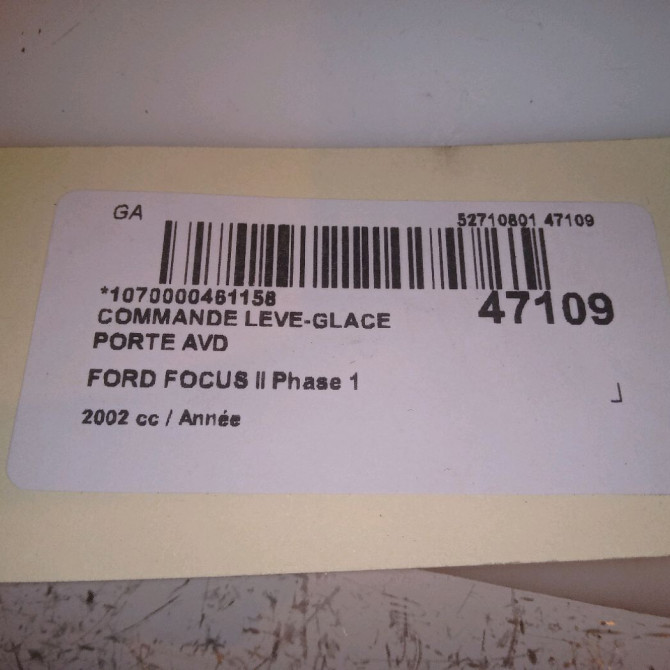 GA
52710801 47109
*1070000461158
47109
COMMANDE LEVE-GLACE
PORTE AVD
FORD FOCUS II Phase 1
2002 cc / Année